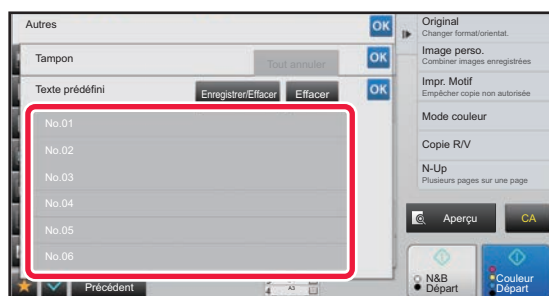 Autres
OK
Tampon
Tout annuler
OK
Texte prédéfini
Enregistrer/Effacer
Effacer
OK
No.01
No.02
No.03
No.04
No.05
No.06
Précédent
A3
Original
Changer format/orientat.
Image perso.
Combiner images enregistrées
Impr. Motif
Empêcher copie non autorisée
Mode couleur
Copie R/V
N-Up
Plusieurs pages sur une page
Aperçu
CA
N&B
Départ
Couleur
Départ